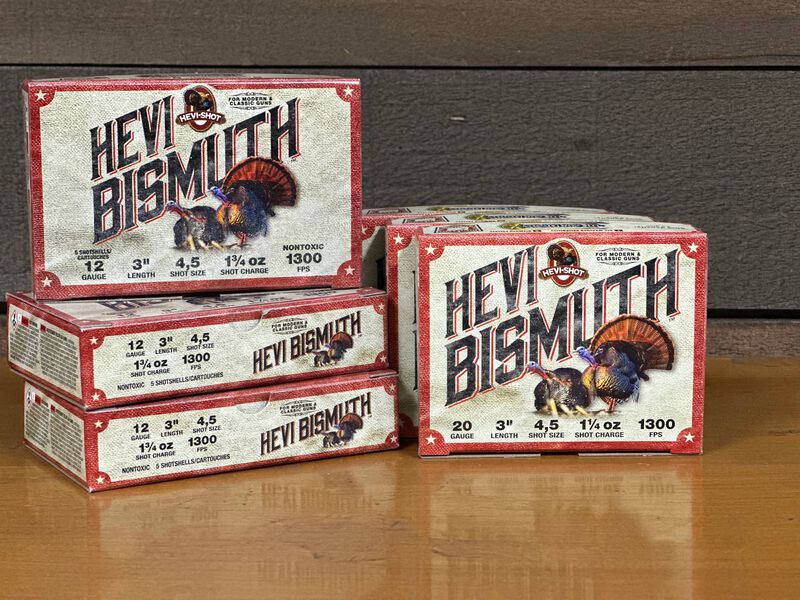 HEVI-SHOT
FOR MODERN &
CLASSIC GUNS
HEVI
BISMUTH
5 SHOTSHELLS/
CARTOUCHES
NONTOXIC
12 3" 4,5 1¾ oz 1300
GAUGE LENGTH SHOT SIZE SHOT CHARGE FPS
FOR MODERN &
CLASSIC GUNS
12 3" 4,5
GAUGE LENGTH SHOT SIZE
1¾ oz 1300
SHOT CHARGE FPS
NONTOXIC 5 SHOTSHELLS/CARTOUCHES
HEVI BISMUTH
FOR MODERN &
CLASSIC GUNS
12 3" 4,5
GAUGE LENGTH SHOT SIZE
1¾ oz 1300
SHOT CHARGE FPS
NONTOXIC 5 SHOTSHELLS/CARTOUCHES
HEVI BISMUTH
HEVI-SHOT
FOR MODERN &
CLASSIC GUNS
HEVI
BISMUTH
20 3" 4,5 1¼ oz 1300
GAUGE LENGTH SHOT SIZE SHOT CHARGE FPS